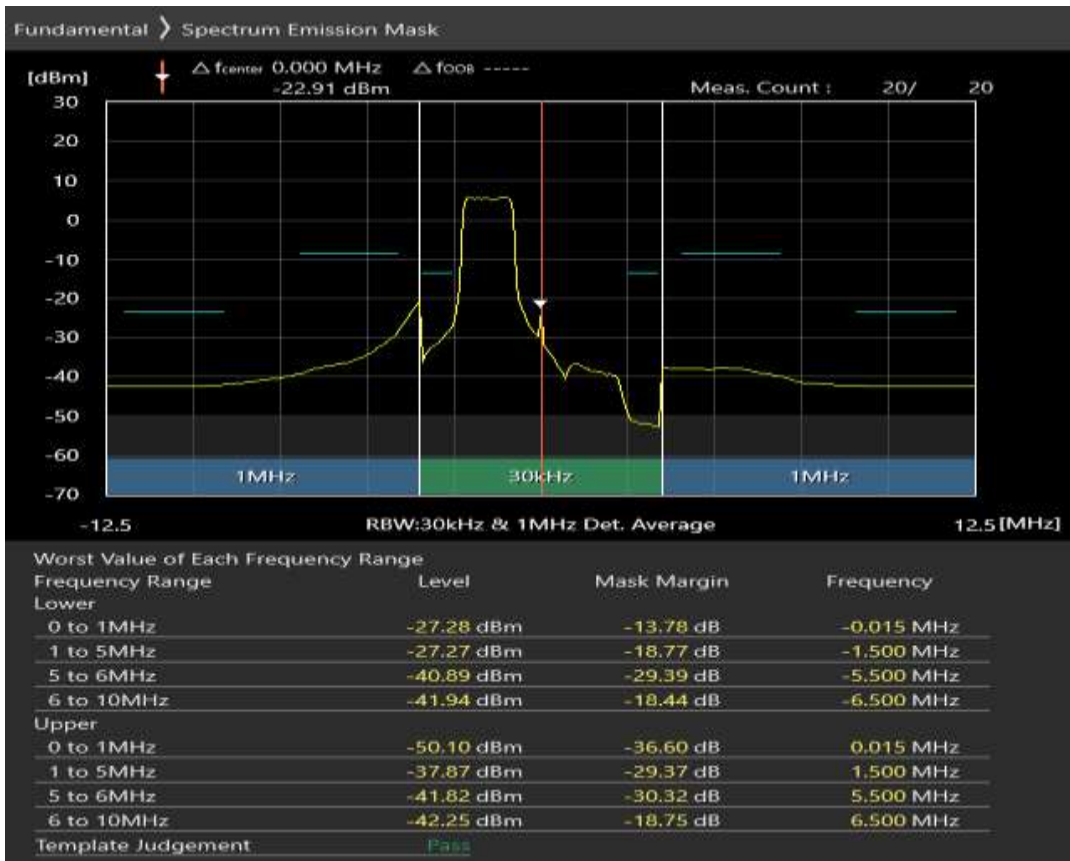 Fundamental ❯ Spectrum Emission Mask
△ fcenter 0.000 MHz △ fOOB -----
[dBm] -22.91 dBm Meas. Count : 20/ 20
30
20
10
0
-10
-20
-30
-40
-50
-60
1MHz 30kHz 1MHz
-70
-12.5 RBW:30kHz & 1MHz Det. Average 12.5 [MHz]
Worst Value of Each Frequency Range
Frequency Range Level Mask Margin Frequency
Lower
0 to 1MHz -27.28 dBm -13.78 dB -0.015 MHz
1 to 5MHz -27.27 dBm -18.77 dB -1.500 MHz
5 to 6MHz -40.89 dBm -29.39 dB -5.500 MHz
6 to 10MHz -41.94 dBm -18.44 dB -6.500 MHz
Upper
0 to 1MHz -50.10 dBm -36.60 dB 0.015 MHz
1 to 5MHz -37.87 dBm -29.37 dB 1.500 MHz
5 to 6MHz -41.82 dBm -30.32 dB 5.500 MHz
6 to 10MHz -42.25 dBm -18.75 dB 6.500 MHz
Template Judgement Pass